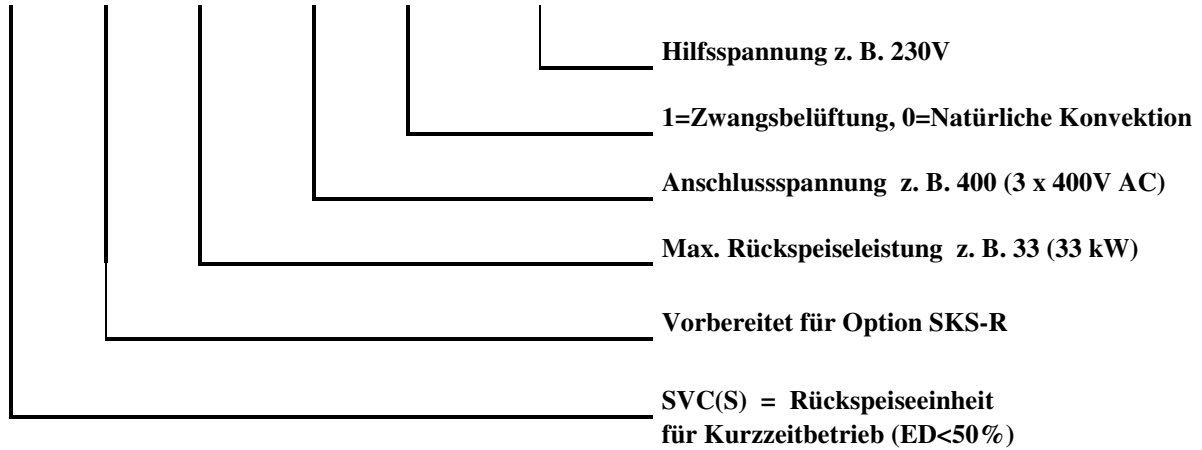 Hilfsspannung z. B. 230V
1=Zwangsbelüftung, 0=Natürliche Konvektion
Anschlussspannung z. B. 400 (3 x 400V AC)
Max. Rückspeiseleistung z. B. 33 (33 kW)
Vorbereitet für Option SKS-R
SVC(S) = Rückspeiseeinheit
für Kurzzeitbetrieb (ED<50%)